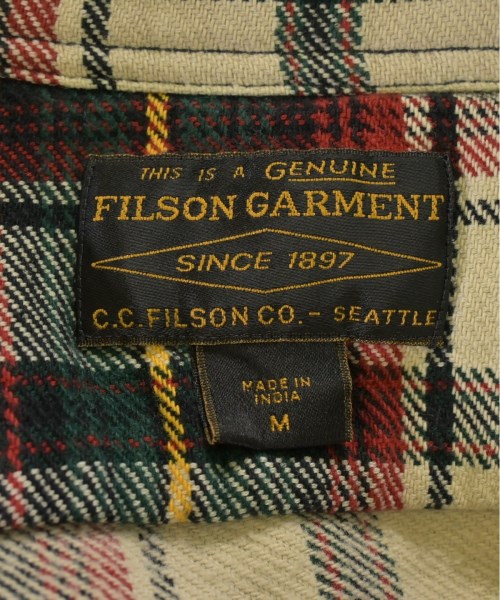 THIS IS A GENUINE
FILSON GARMENT
SINCE 1897
C.C. FILSON CO. – SEATTLE
MADE IN
INDIA
M